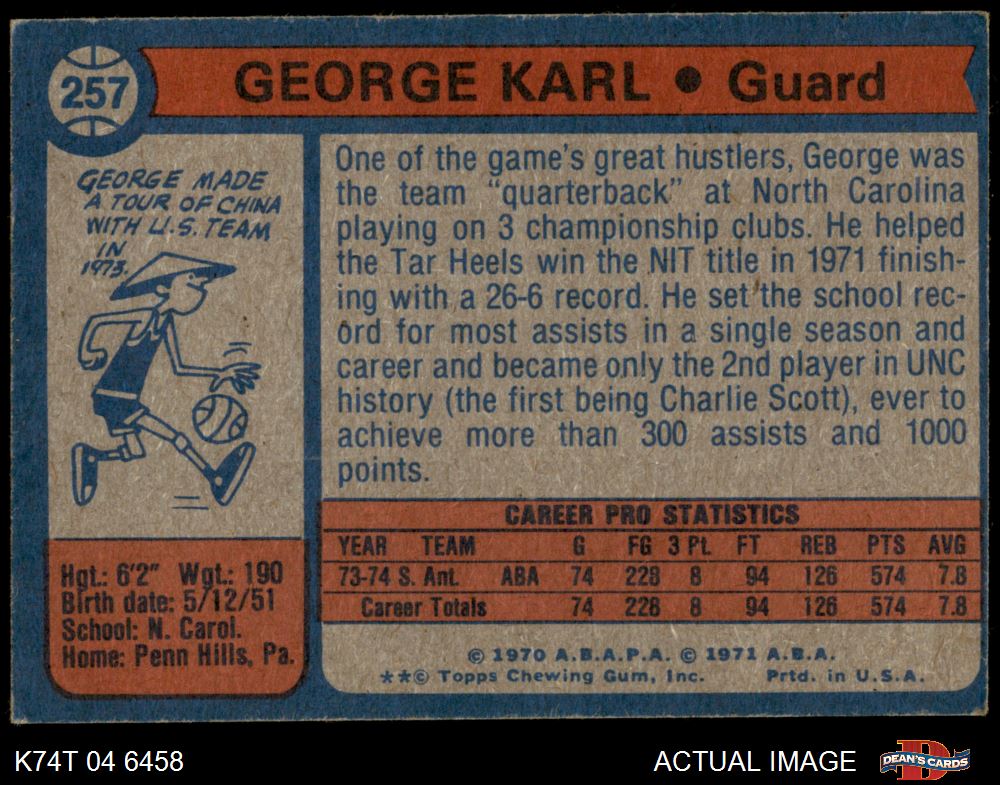 257
GEORGE KARL • Guard
GEORGE MADE
A TOUR OF CHINA
WITH U.S. TEAM
IN
1973.
One of the game's great hustlers, George was
the team "quarterback" at North Carolina
playing on 3 championship clubs. He helped
the Tar Heels win the NIT title in 1971 finish-
ing with a 26-6 record. He set the school rec-
ord for most assists in a single season and
career and became only the 2nd player in UNC
history (the first being Charlie Scott), ever to
achieve more than 300 assists and 1000
points.
Hgt.: 6'2" Wgt.: 190
Birth date: 5/12/51
School: N. Carol.
Home: Penn Hills, Pa.
CAREER PRO STATISTICS
YEAR TEAM G FG 3 PL FT REB PTS AVG
73-74 S. Ant. ABA 74 228 8 94 126 574 7.8
Career Totals 74 228 8 94 126 574 7.8
© 1970 A.B.A.P.A. © 1971 A.B.A.
**© Topps Chewing Gum, Inc. Prtd. in U.S.A.
K74T 04 6458
ACTUAL IMAGE
D
DEAN'S CARDS